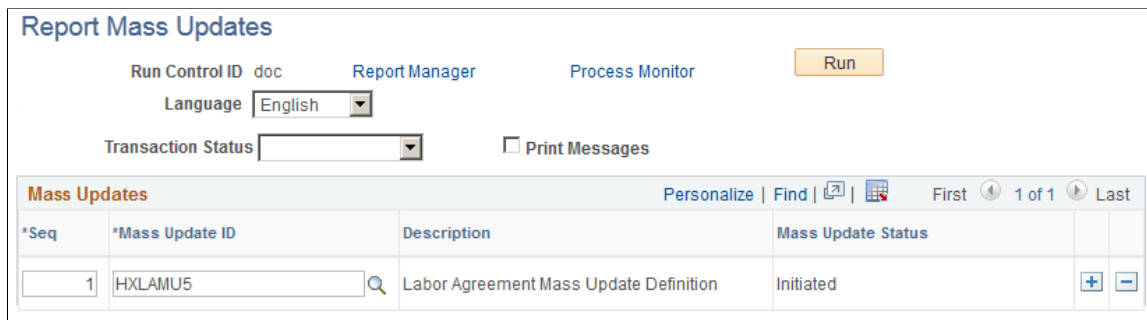 Report Mass Updates
Run Control ID doc Report Manager Process Monitor Run
Language English
Transaction Status Print Messages
Mass Updates Personalize | Find | | First 1 of 1 Last
*Seq *Mass Update ID Description Mass Update Status
1 HXLAMU5 Labor Agreement Mass Update Definition Initiated